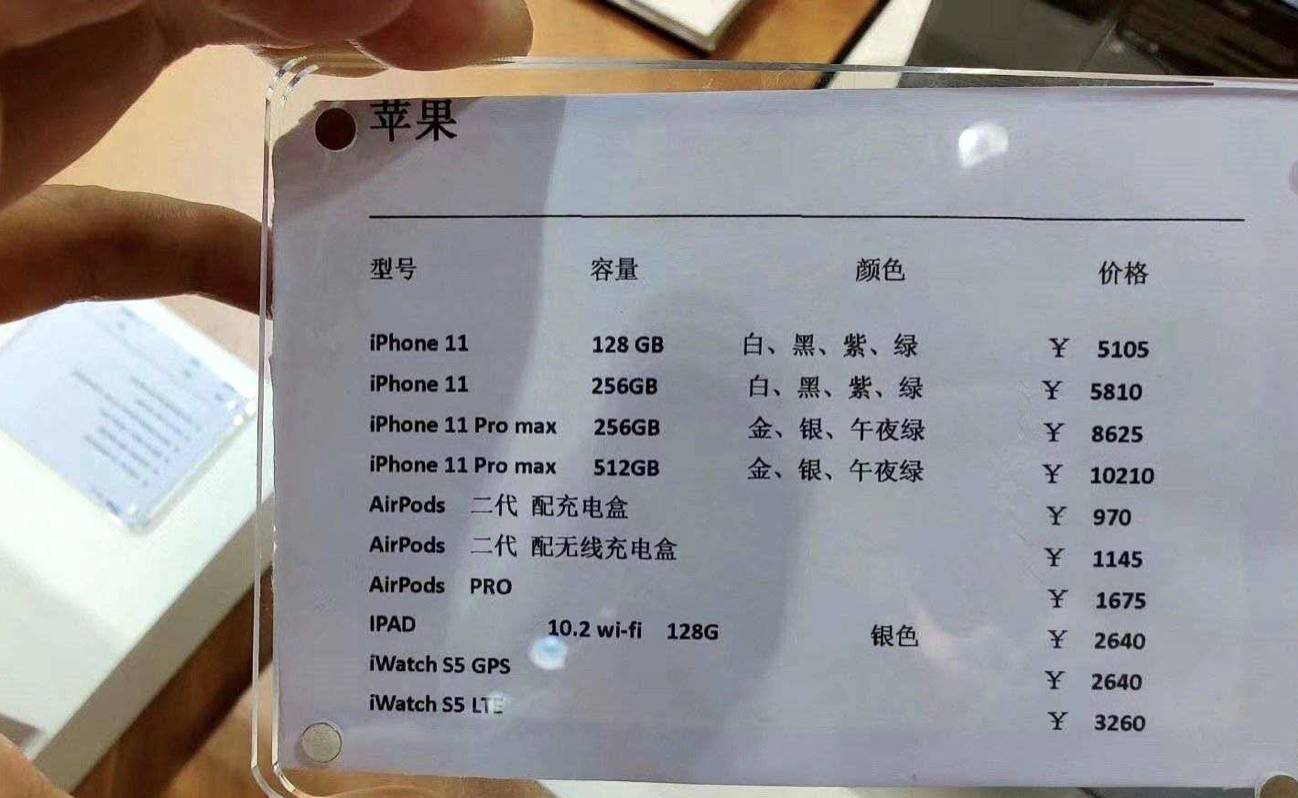 苹果
型号 容量 颜色 价格
iPhone 11 128 GB 白、黑、紫、绿 ¥ 5105
iPhone 11 256GB 白、黑、紫、绿 ¥ 5810
iPhone 11 Pro max 256GB 金、银、午夜绿 ¥ 8625
iPhone 11 Pro max 512GB 金、银、午夜绿 ¥ 10210
AirPods 二代 配充电盒 ¥ 970
AirPods 二代 配无线充电盒 ¥ 1145
AirPods PRO ¥ 1675
IPAD 10.2 wi-fi 128G 银色 ¥ 2640
iWatch S5 GPS ¥ 2640
iWatch S5 LTE ¥ 3260